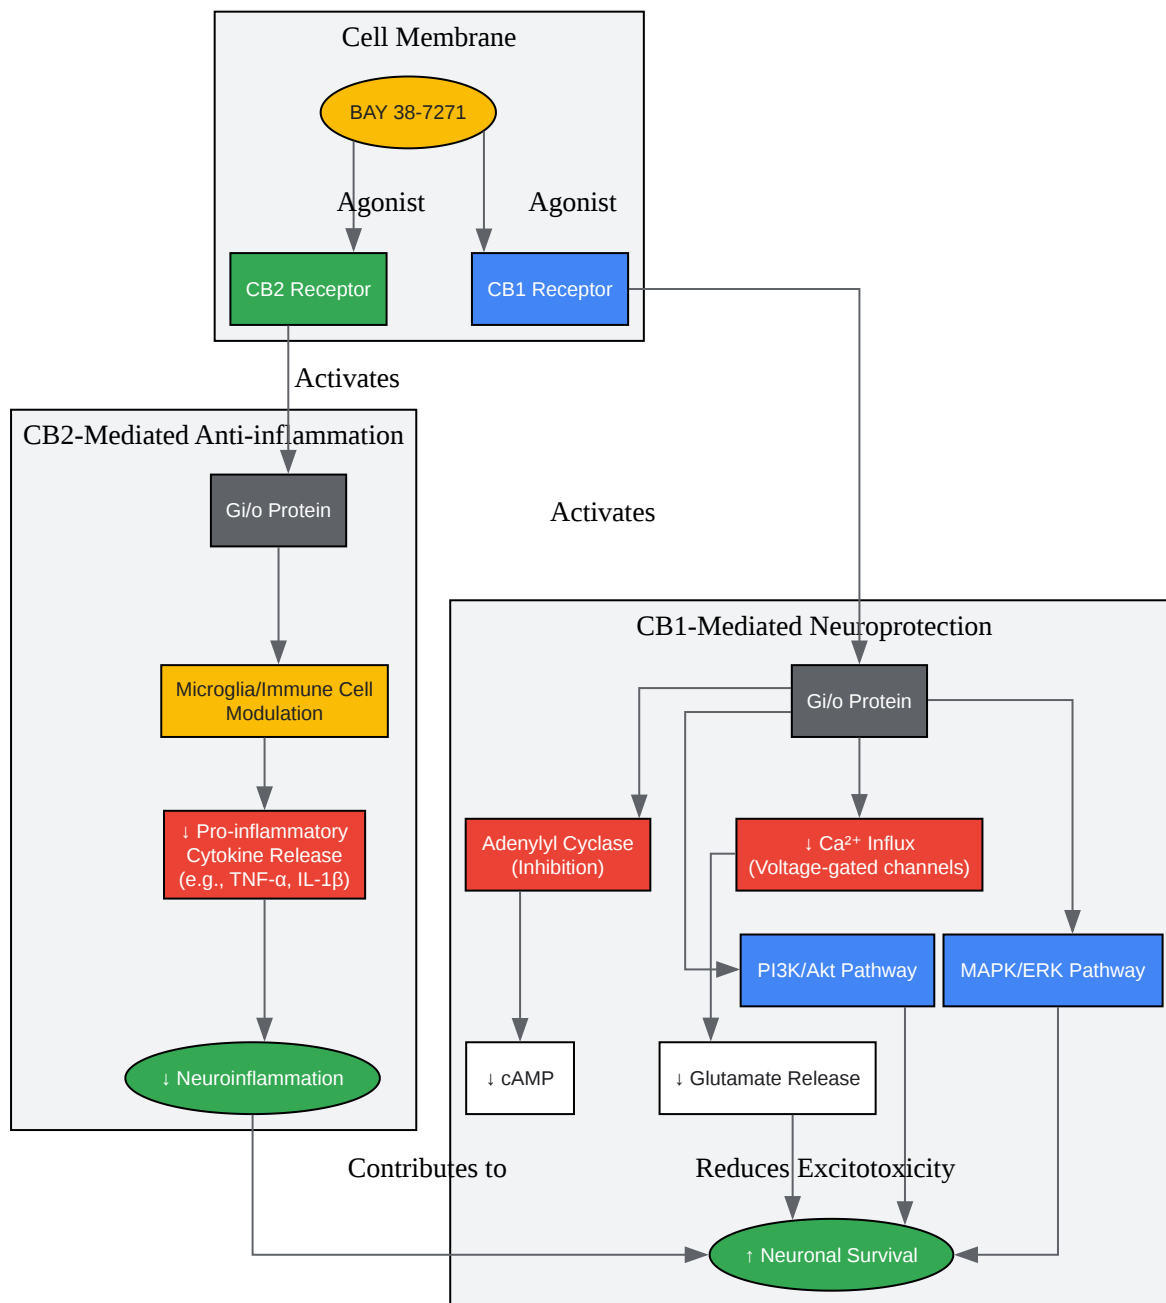 Cell Membrane
BAY 38-7271
Agonist
Agonist
CB2 Receptor
CB1 Receptor
Activates
CB2-Mediated Anti-inflammation
Gi/o Protein
Activates
Microglia/Immune Cell
Modulation
↓ Pro-inflammatory
Cytokine Release
(e.g., TNF-α, IL-1β)
↓ Neuroinflammation
Contributes to
CB1-Mediated Neuroprotection
Gi/o Protein
Adenylyl Cyclase
(Inhibition)
↓ Ca²⁺ Influx
(Voltage-gated channels)
PI3K/Akt Pathway
MAPK/ERK Pathway
↓ cAMP
↓ Glutamate Release
Reduces Excitotoxicity
↑ Neuronal Survival